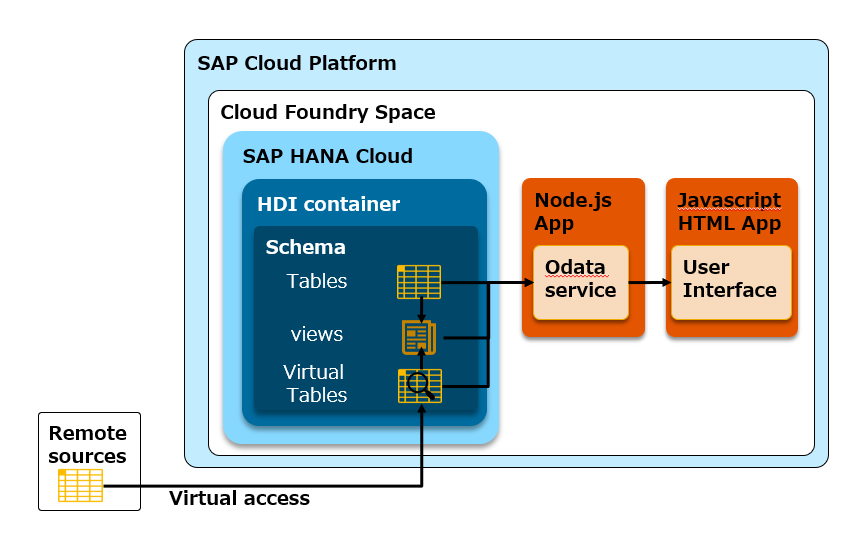 SAP Cloud Platform
Cloud Foundry Space
SAP HANA Cloud
HDI container
Schema
Tables
views
Virtual
Tables
Node.js
App
Odata
service
Javascript
HTML App
User
Interface
Remote
sources
Virtual access